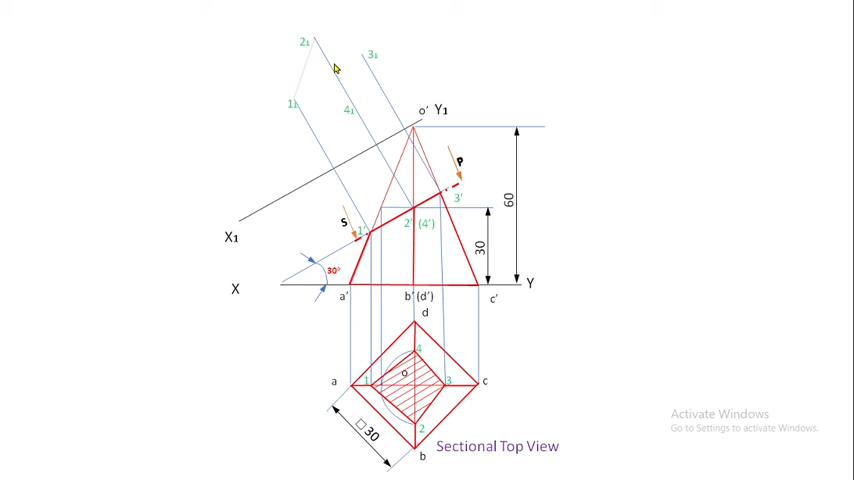 2₁
3₁
1₁
4₁
o' Y₁
P
60
3'
S
1'
2' (4')
X₁
30
30°
X
Y
a'
b' (d')
c'
d
4
o
a
1
3
c
2
□ 30
b
Sectional Top View
Activate Windows
Go to Settings to activate Windows.